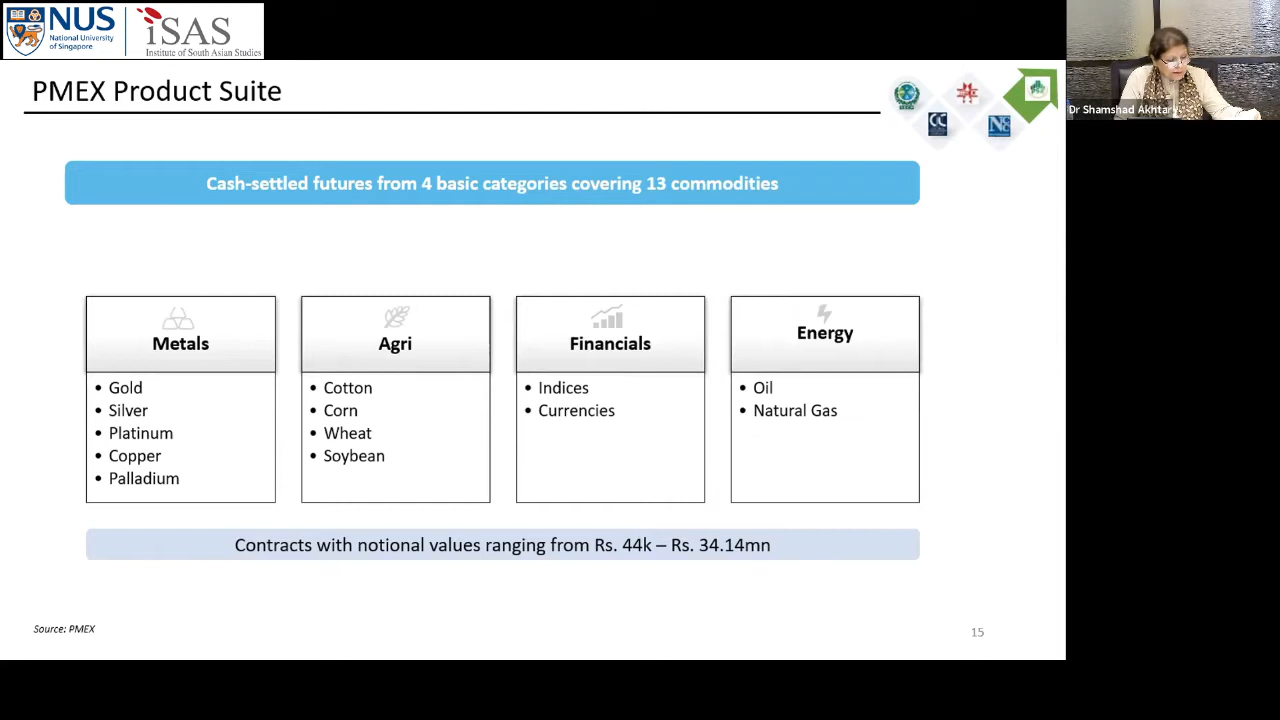 NUS
National University
of Singapore
iSAS
Institute of South Asian Studies
PMEX Product Suite
Dr Shamshad Akhtar
Cash-settled futures from 4 basic categories covering 13 commodities
Metals
• Gold
• Silver
• Platinum
• Copper
• Palladium
Agri
• Cotton
• Corn
• Wheat
• Soybean
Financials
• Indices
• Currencies
Energy
• Oil
• Natural Gas
Contracts with notional values ranging from Rs. 44k – Rs. 34.14mn
Source: PMEX
15